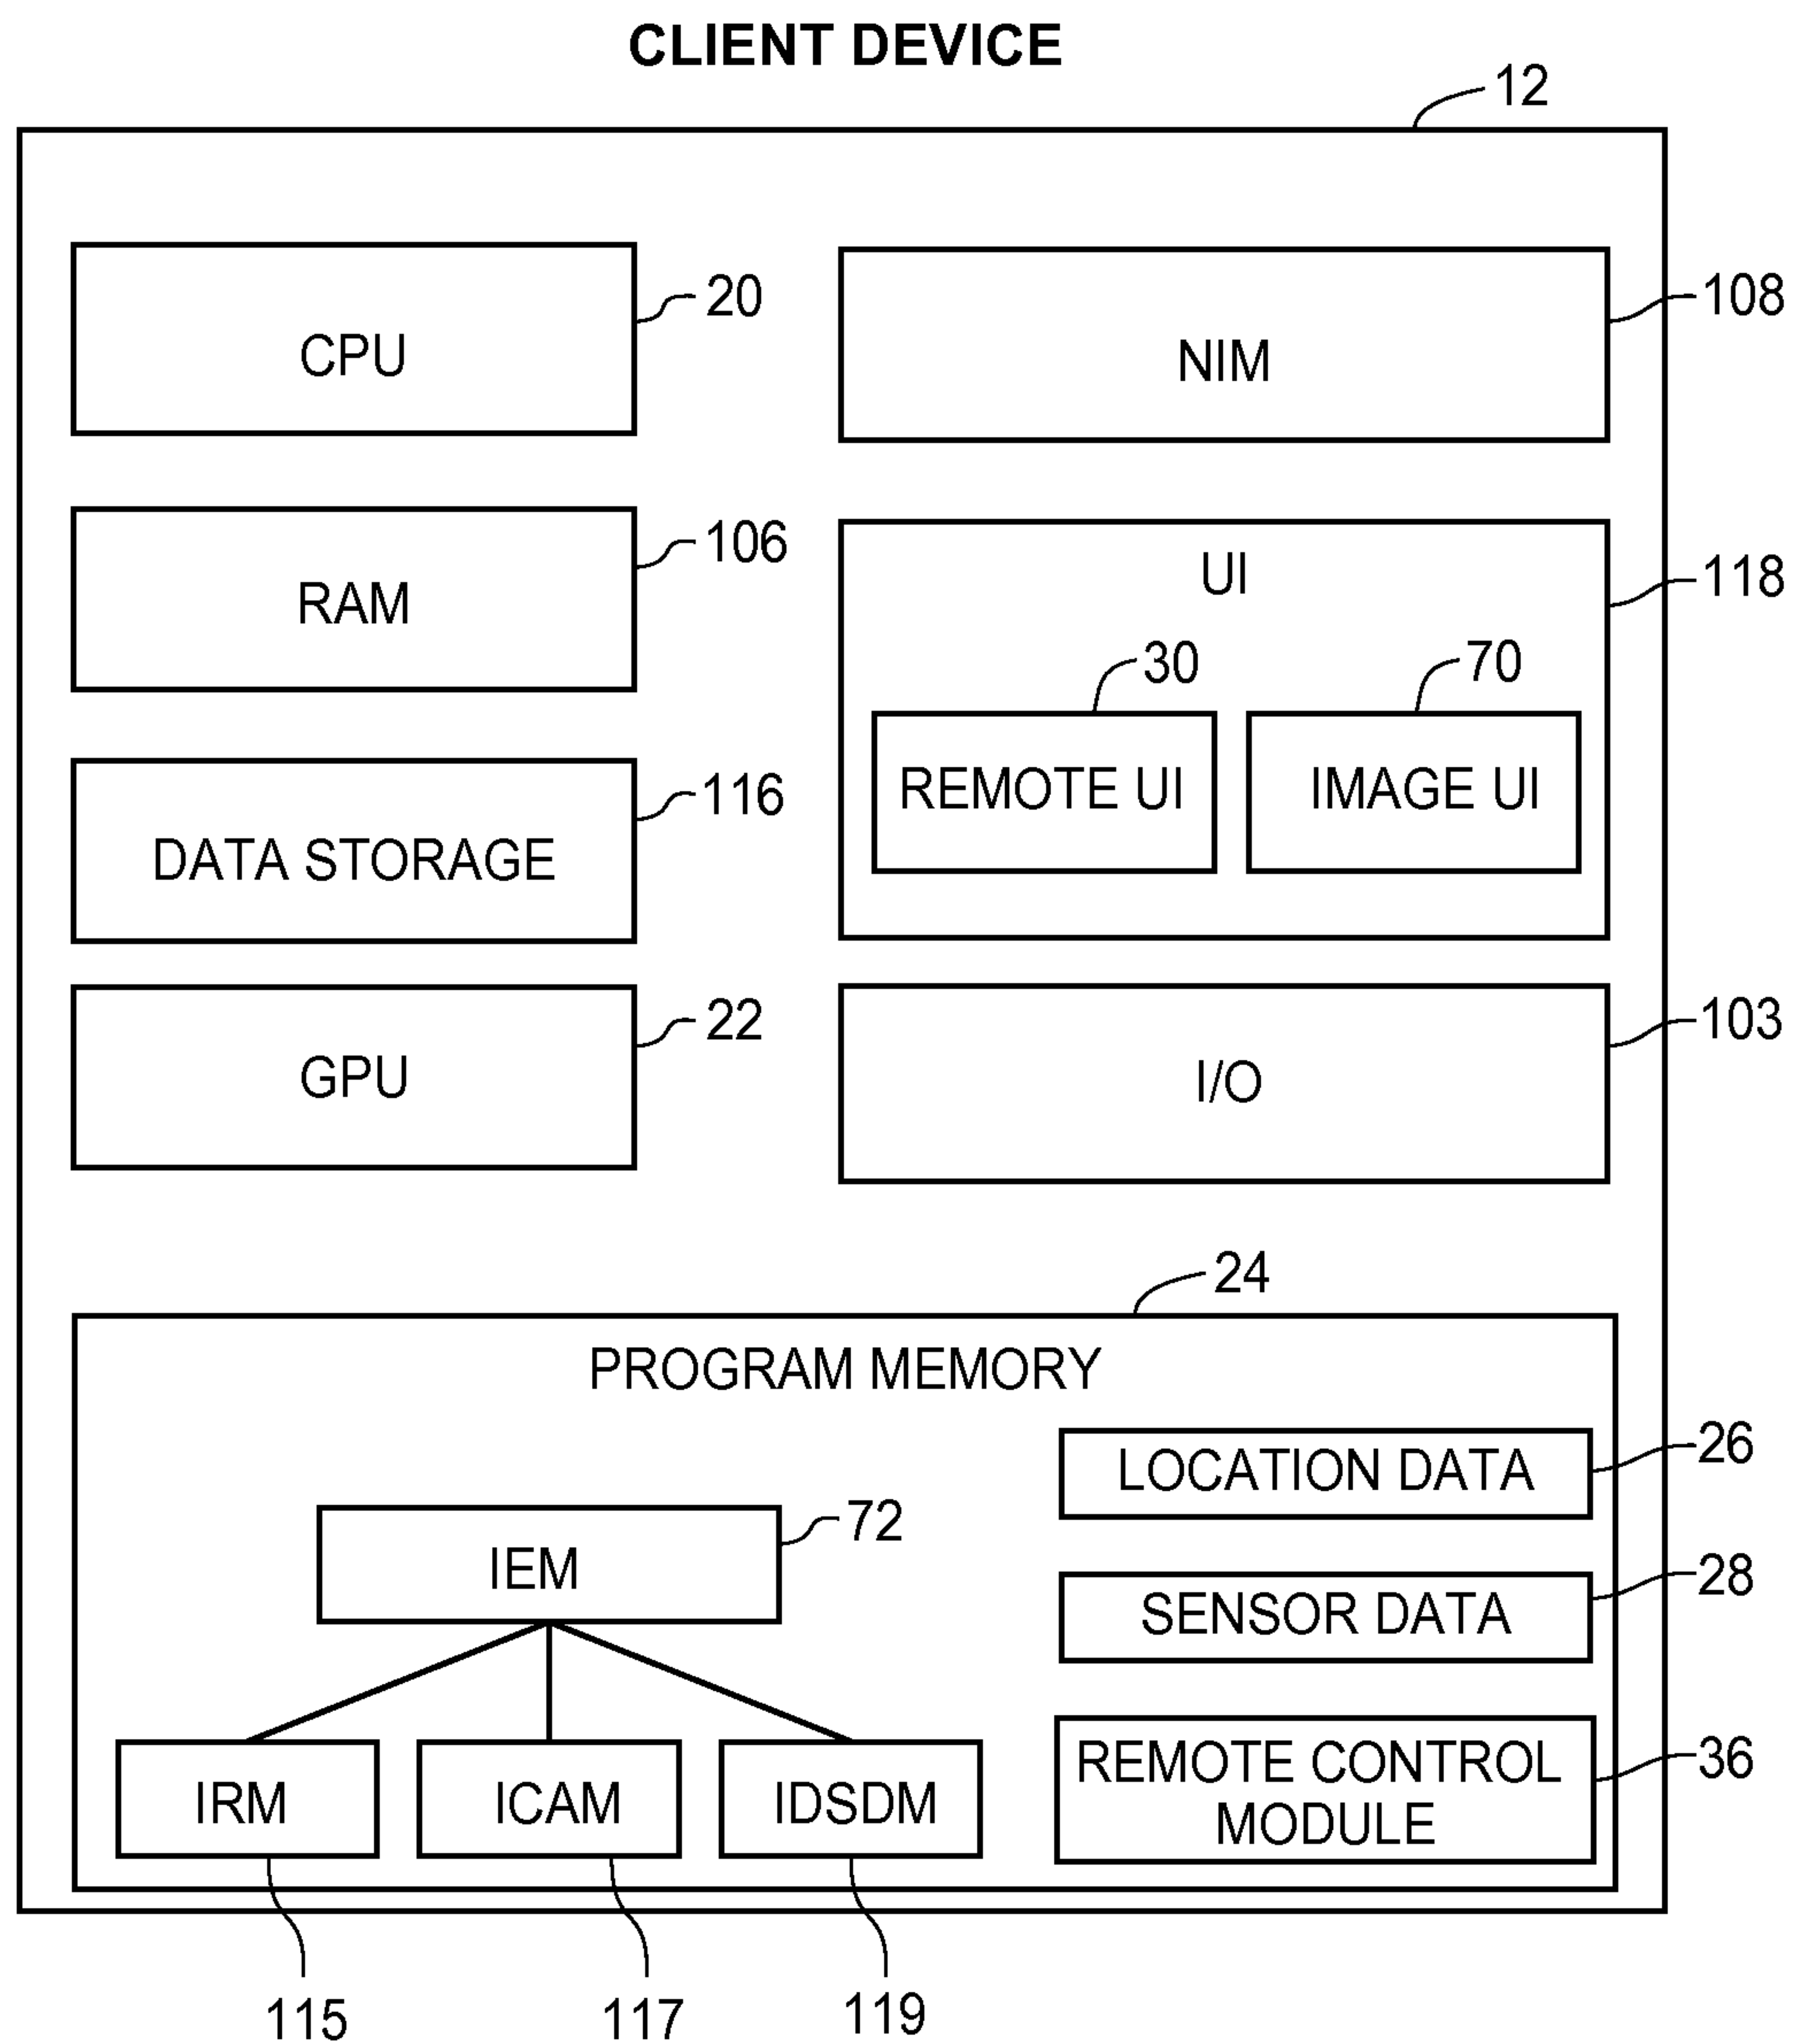 CLIENT DEVICE
12
CPU
20
NIM
108
RAM
106
UI
118
30
70
REMOTE UI
IMAGE UI
DATA STORAGE
116
GPU
22
I/O
103
24
PROGRAM MEMORY
LOCATION DATA
26
IEM
72
SENSOR DATA
28
IRM
ICAM
IDSDM
REMOTE CONTROL
MODULE
36
115
117
119